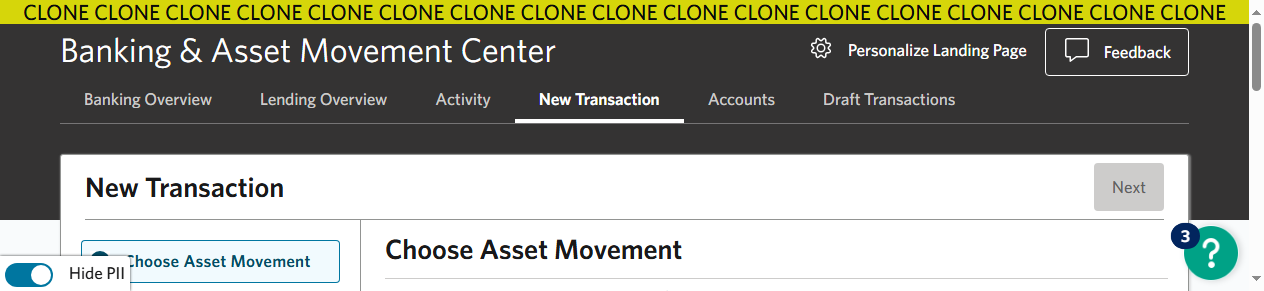 CLONE CLONE CLONE CLONE CLONE CLONE CLONE CLONE CLONE CLONE CLONE CLONE CLONE CLONE CLONE CLONE CLONE
Banking & Asset Movement Center
Personalize Landing Page
Feedback
Banking Overview Lending Overview Activity New Transaction Accounts Draft Transactions
New Transaction
Next
Choose Asset Movement
Choose Asset Movement
3
?
Hide PII